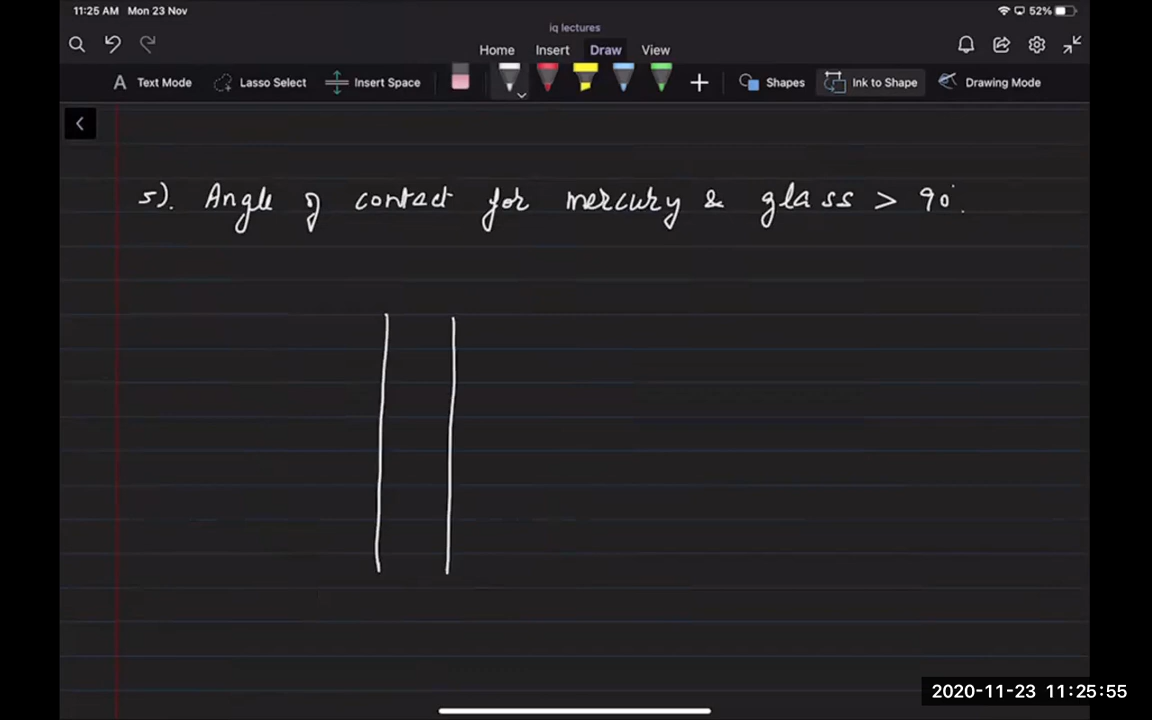 11:25 AM Mon 23 Nov
52%
iq lectures
Home Insert Draw View
Text Mode Lasso Select Insert Space Shapes Ink to Shape Drawing Mode
5). Angle of contact for mercury & glass > 90°.
2020-11-23 11:25:55